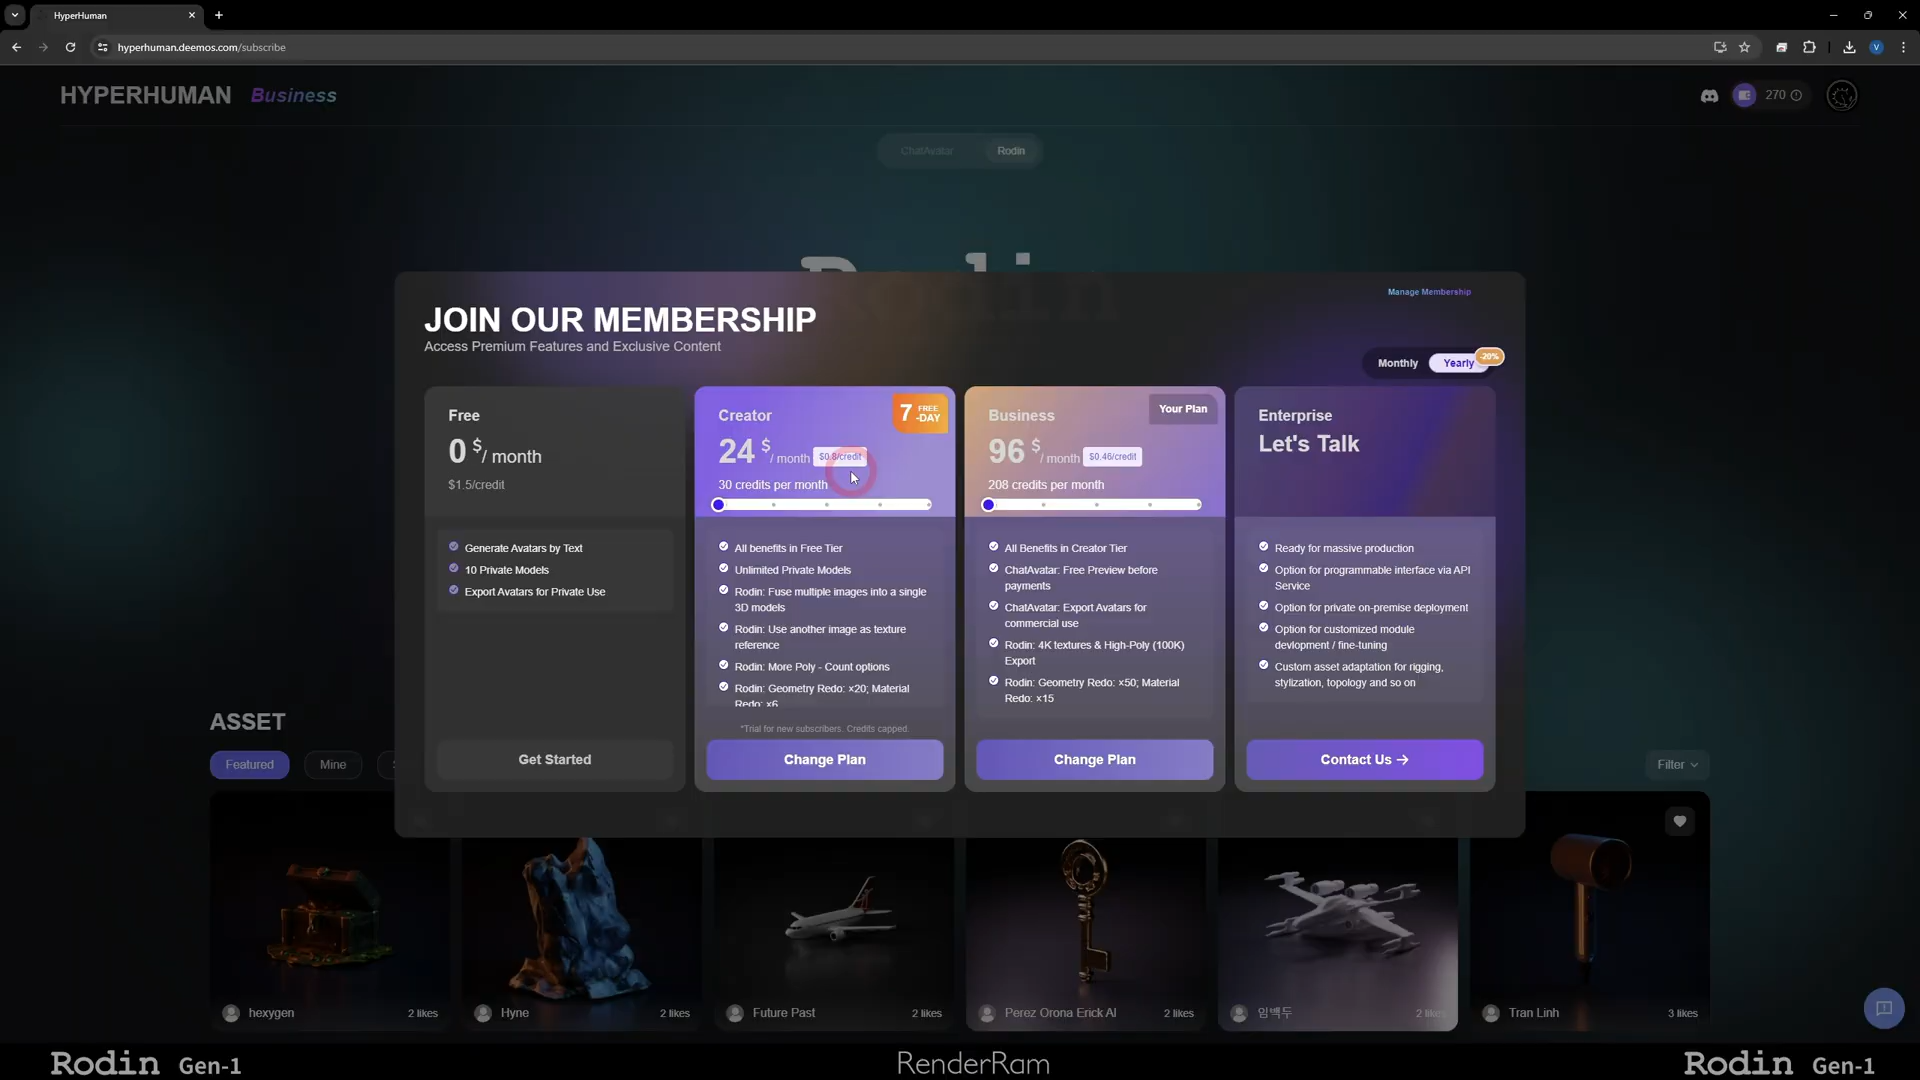 HyperHuman
hyperhuman.deemos.com/subscribe
V
HYPERHUMAN Business
270
ChatAvatar Rodin
Rodin
Manage Membership
JOIN OUR MEMBERSHIP
Access Premium Features and Exclusive Content
Monthly Yearly -20%
Free
0 $ / month
$1.5/credit
Generate Avatars by Text
10 Private Models
Export Avatars for Private Use
Get Started
Creator
7 FREE -DAY
24 $ / month $0.8/credit
30 credits per month
All benefits in Free Tier
Unlimited Private Models
Rodin: Fuse multiple images into a single
3D models
Rodin: Use another image as texture
reference
Rodin: More Poly - Count options
Rodin: Geometry Redo: ×20; Material
Redo: ×6
*Trial for new subscribers. Credits capped.
Change Plan
Business
Your Plan
96 $ / month $0.46/credit
208 credits per month
All Benefits in Creator Tier
ChatAvatar: Free Preview before
payments
ChatAvatar: Export Avatars for
commercial use
Rodin: 4K textures & High-Poly (100K)
Export
Rodin: Geometry Redo: ×50; Material
Redo: ×15
Change Plan
Enterprise
Let's Talk
Ready for massive production
Option for programmable interface via API
Service
Option for private on-premise deployment
Option for customized module
devlopment / fine-tuning
Custom asset adaptation for rigging,
stylization, topology and so on
Contact Us →
ASSET
Featured Mine
Filter
hexygen 2 likes
Hyne 2 likes
Future Past 2 likes
Perez Orona Erick Al 2 likes
임백두 2 likes
Tran Linh 3 likes
Rodin Gen-1
RenderRam
Rodin Gen-1